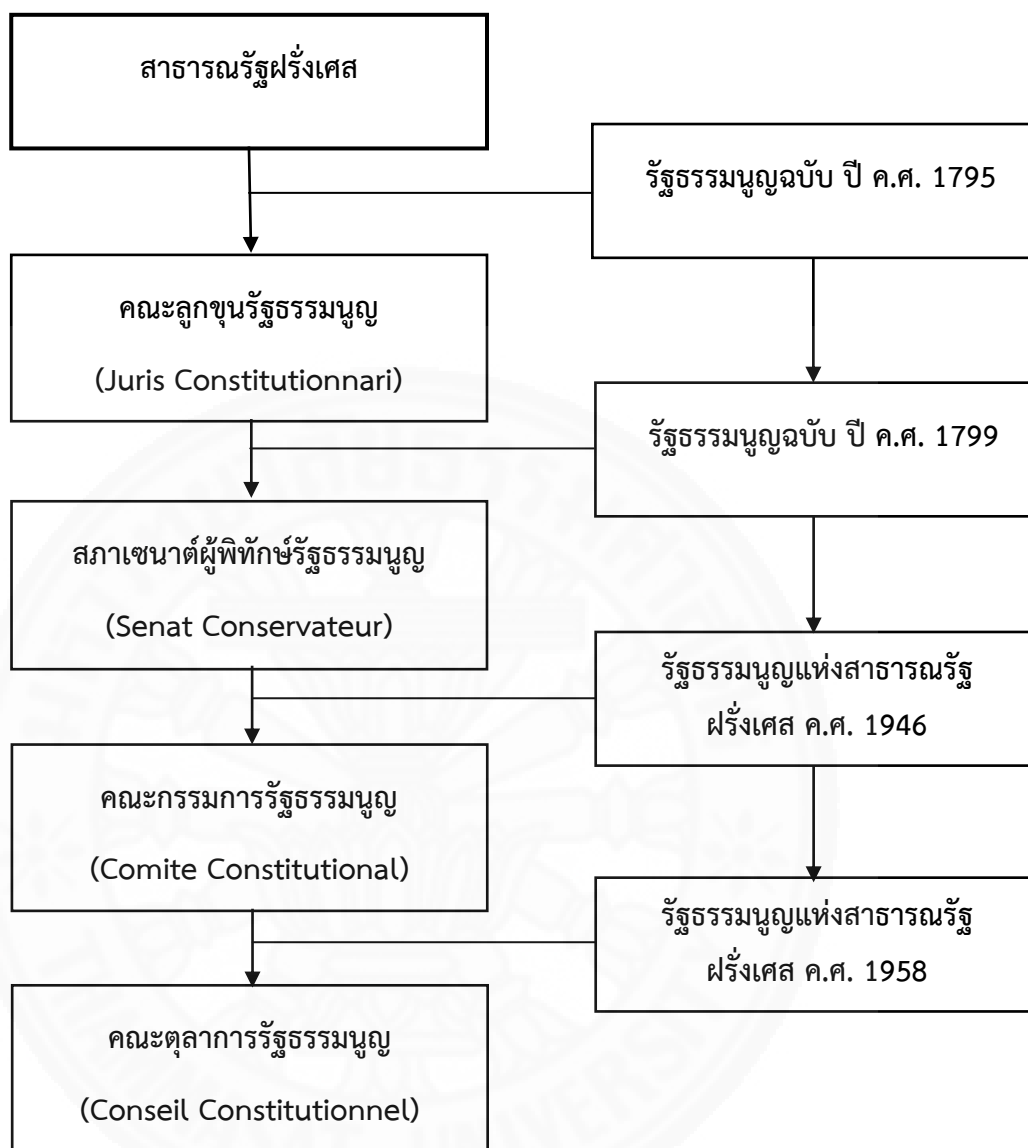 สาธารณรัฐฝรั่งเศส
รัฐธรรมนูญฉบับ ปี ค.ศ. 1795
คณะลูกขุนรัฐธรรมนูญ
(Juris Constitutionnari)
รัฐธรรมนูญฉบับ ปี ค.ศ. 1799
สภาเซนาต์ผู้พิทักษ์รัฐธรรมนูญ
(Senat Conservateur)
รัฐธรรมนูญแห่งสาธารณรัฐ
ฝรั่งเศส ค.ศ. 1946
คณะกรรมการรัฐธรรมนูญ
(Comite Constitutional)
รัฐธรรมนูญแห่งสาธารณรัฐ
ฝรั่งเศส ค.ศ. 1958
คณะตุลาการรัฐธรรมนูญ
(Conseil Constitutionnel)